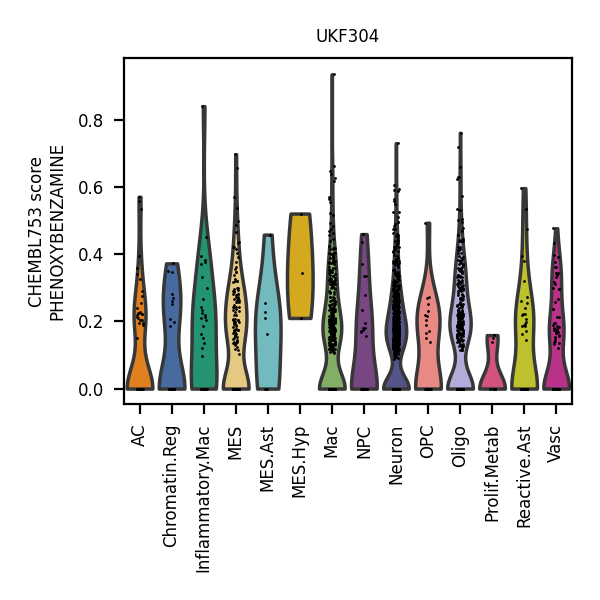 UKF304
CHEMBL753 score
PHENOXYBENZAMINE
0.8
0.6
0.4
0.2
0.0
AC
Chromatin.Reg
Inflammatory.Mac
MES
MES.Ast
MES.Hyp
Mac
NPC
Neuron
OPC
Oligo
Prolif.Metab
Reactive.Ast
Vasc